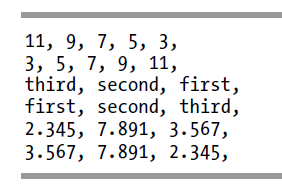 11, 9, 7, 5, 3,
3, 5, 7, 9, 11,
third, second, first,
first, second, third,
2.345, 7.891, 3.567,
3.567, 7.891, 2.345,